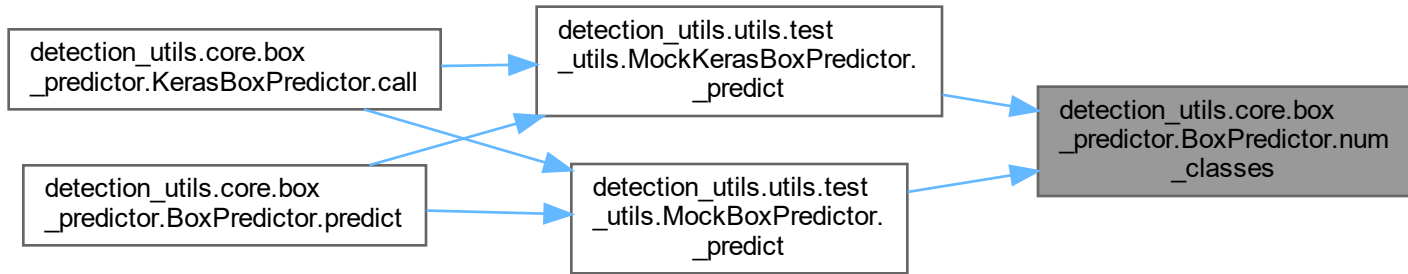 detection_utils.core.box
_predictor.KerasBoxPredictor.call
detection_utils.core.box
_predictor.BoxPredictor.predict
detection_utils.utils.test
_utils.MockKerasBoxPredictor.
_predict
detection_utils.utils.test
_utils.MockBoxPredictor.
_predict
detection_utils.core.box
_predictor.BoxPredictor.num
_classes